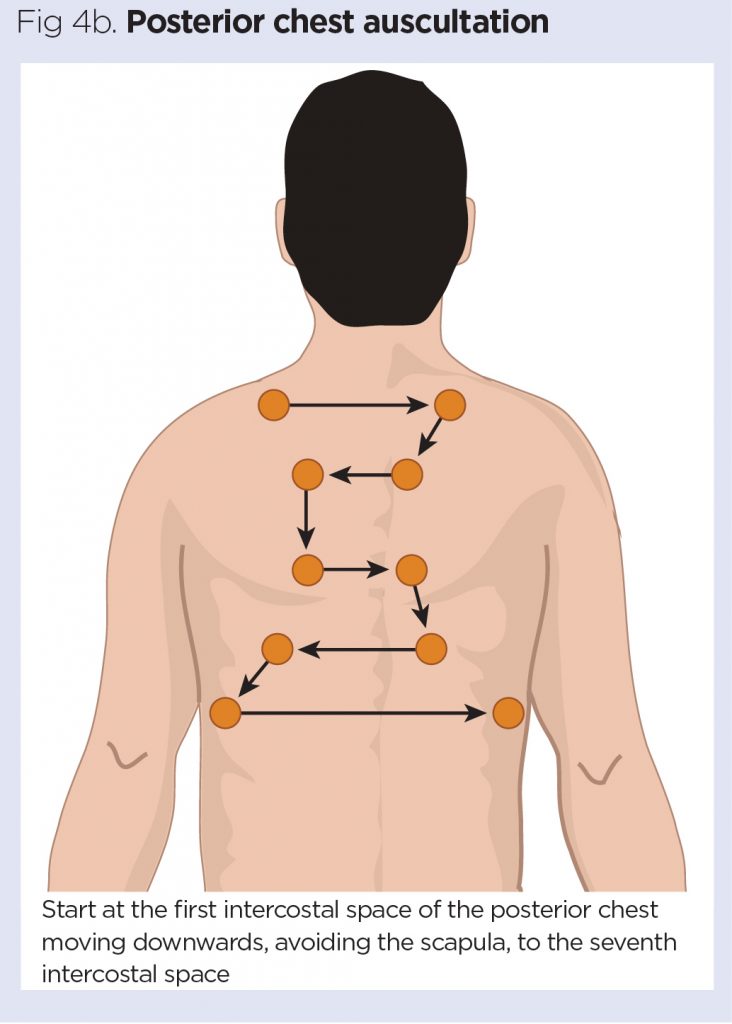 Fig 4b. Posterior chest auscultation
Start at the first intercostal space of the posterior chest
moving downwards, avoiding the scapula, to the seventh
intercostal space